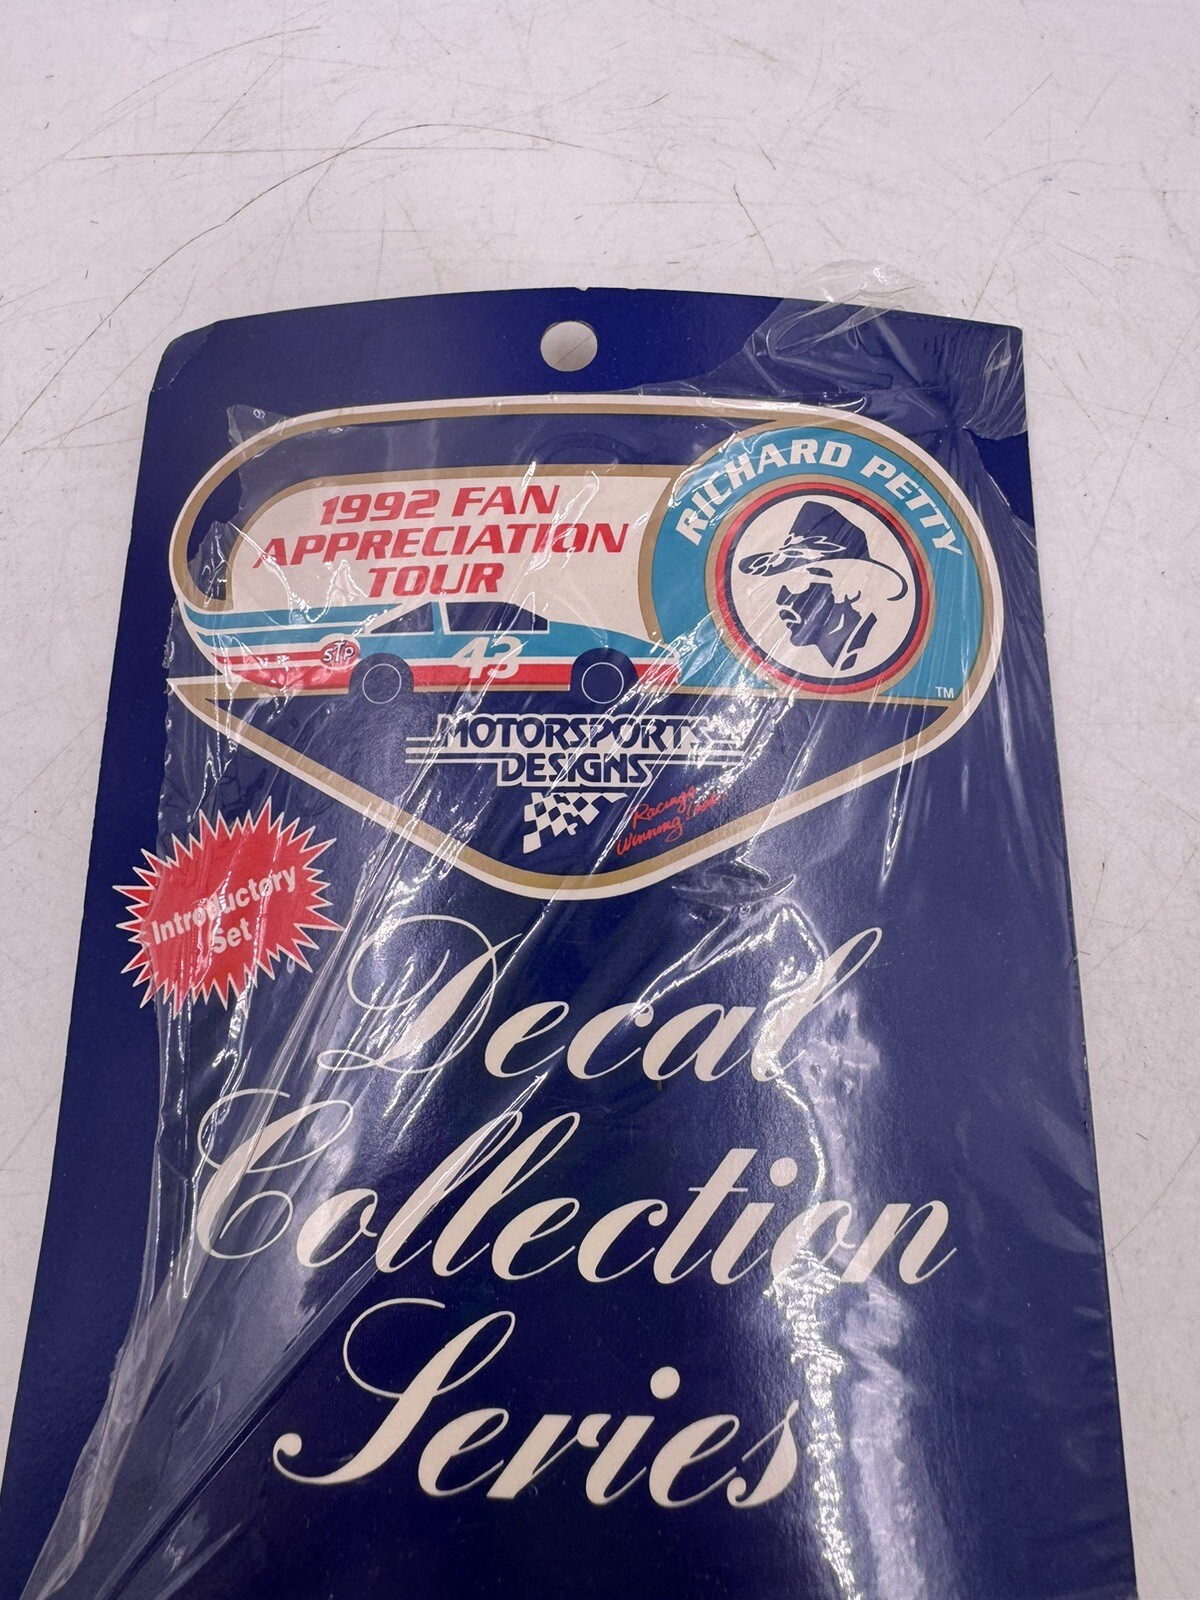 1992 FAN
APPRECIATION
TOUR
RICHARD PETTY
STP
43
TM
MOTORSPORTS
DESIGNS
Racing's
Winning Look
Introductory
Set
Decal
Collection
Series